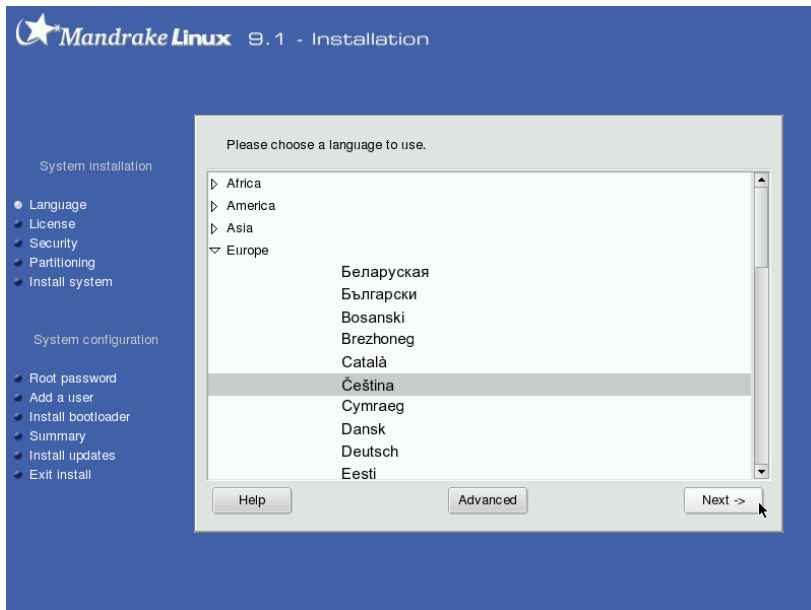 Mandrake Linux 9.1 - Installation
System installation
Language
License
Security
Partitioning
Install system
System configuration
Root password
Add a user
Install bootloader
Summary
Install updates
Exit install
Please choose a language to use.
Africa
America
Asia
Europe
Беларуская
Български
Bosanski
Brezhoneg
Català
Čeština
Cymraeg
Dansk
Deutsch
Eesti
Help
Advanced
Next ->